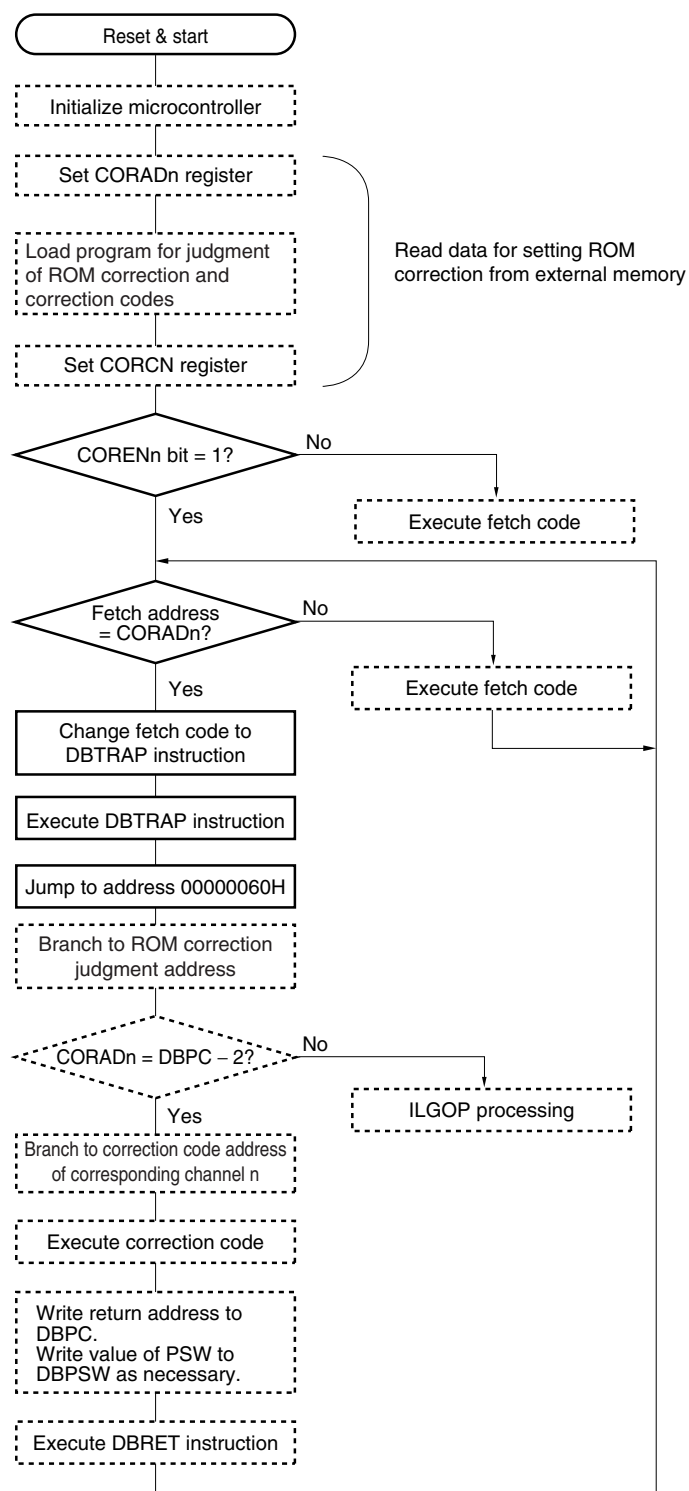 Reset & start
Initialize microcontroller
Set CORADn register
Load program for judgment
of ROM correction and
correction codes
Read data for setting ROM
correction from external memory
Set CORCN register
CORENn bit = 1?
No
Yes
Execute fetch code
Fetch address
= CORADn?
No
Yes
Execute fetch code
Change fetch code to
DBTRAP instruction
Execute DBTRAP instruction
Jump to address 00000060H
Branch to ROM correction
judgment address
CORADn = DBPC − 2?
No
Yes
ILGOP processing
Branch to correction code address
of corresponding channel n
Execute correction code
Write return address to
DBPC.
Write value of PSW to
DBPSW as necessary.
Execute DBRET instruction